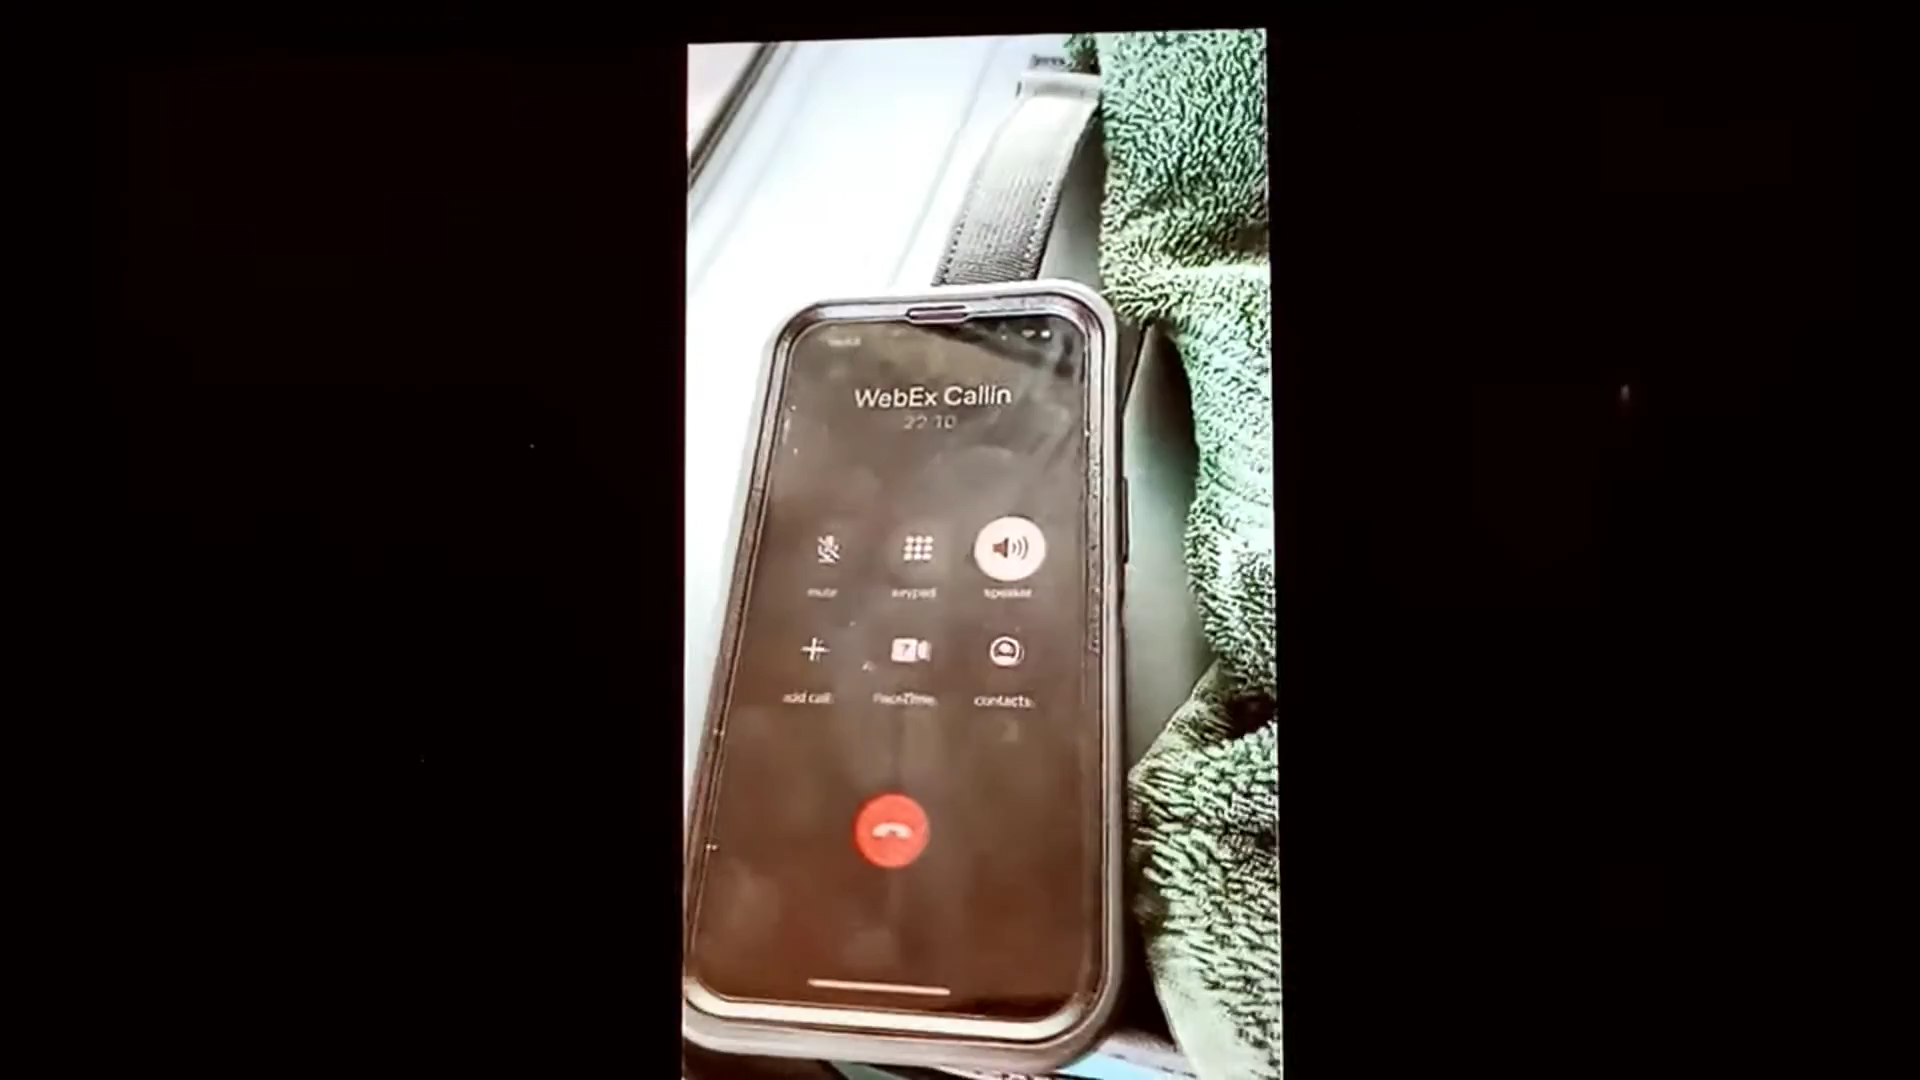 WebEx Callin
22:10
mute
keypad
speaker
add call
FaceTime
contacts